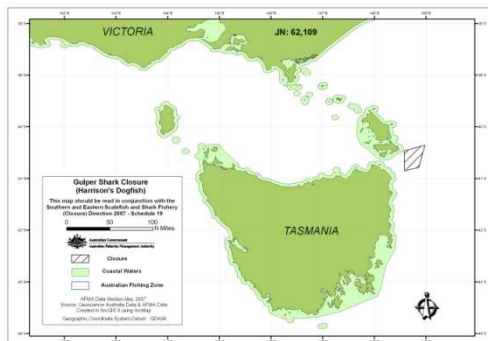 VICTORIA
JN: 62,109
Gulper Shark Closure
(Harrison's Dogfish)
This map should be read in conjunction with the
Southern and Eastern Scalefish and Shark Fishery
(Closure) Direction 2007 - Schedule 19
0 50 100
N Miles
Australian Government
Australian Fisheries Management Authority
Closure
Coastal Waters
Australian Fishing Zone
AFMA Data Section May 2007
Source: Geoscience Australia Data & AFMA Data
Created in ArcGIS 9 using ArcMap
Geographic Coordinate System Datum : GDA94
TASMANIA